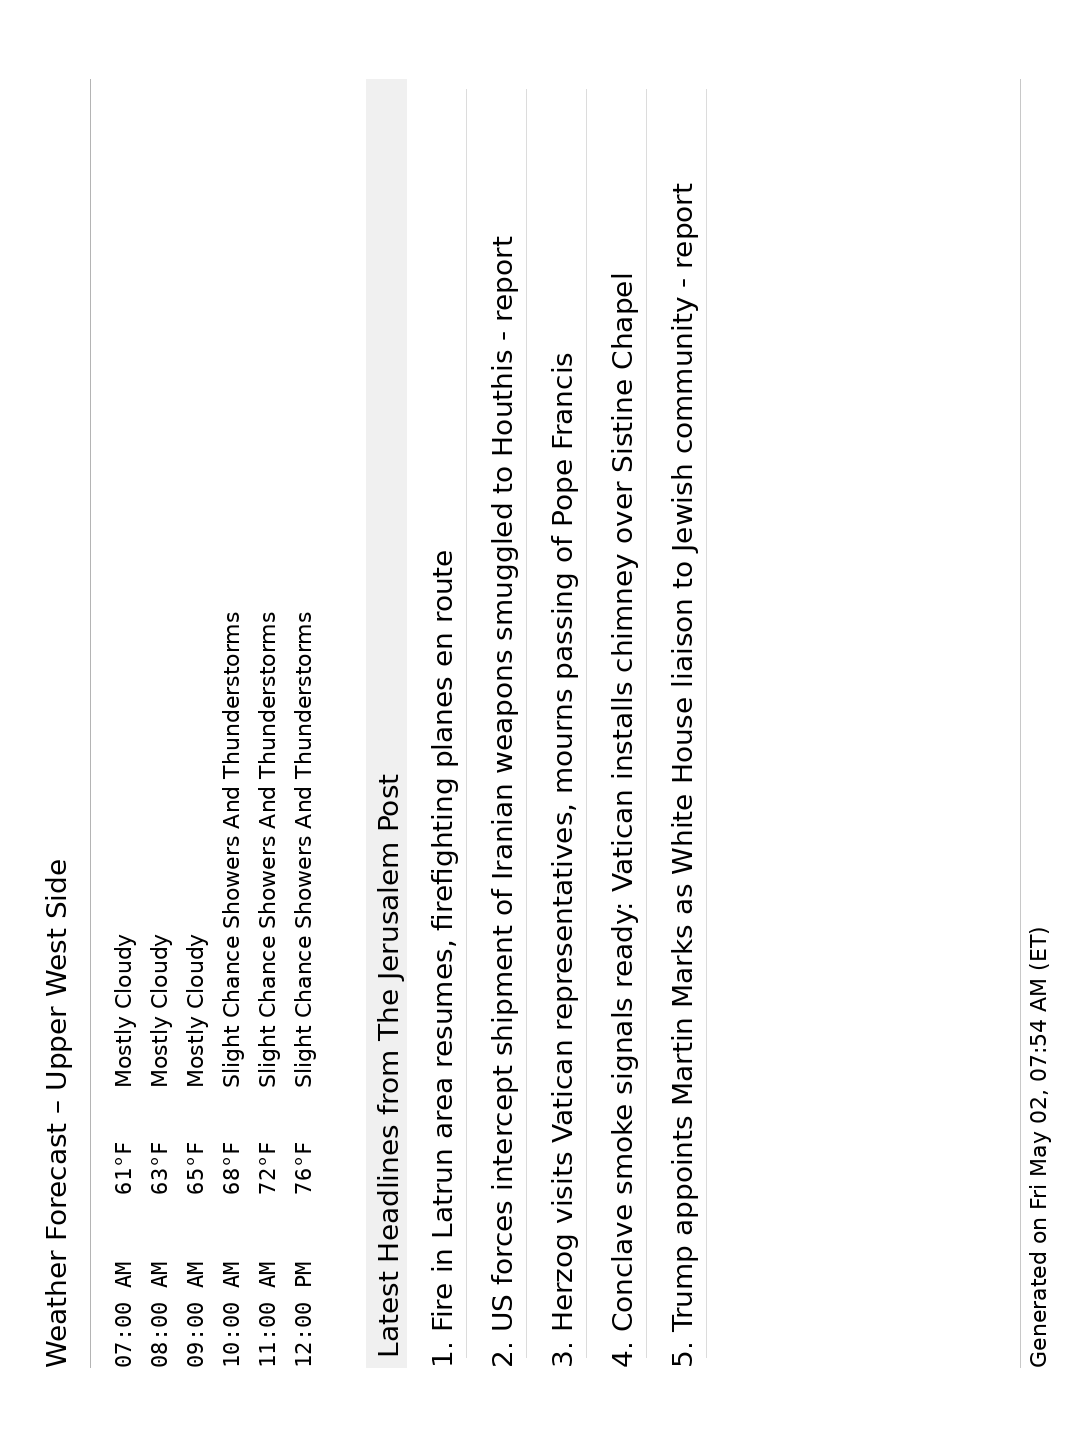 Weather Forecast – Upper West Side
07:00 AM 61°F Mostly Cloudy
08:00 AM 63°F Mostly Cloudy
09:00 AM 65°F Mostly Cloudy
10:00 AM 68°F Slight Chance Showers And Thunderstorms
11:00 AM 72°F Slight Chance Showers And Thunderstorms
12:00 PM 76°F Slight Chance Showers And Thunderstorms
Latest Headlines from The Jerusalem Post
1. Fire in Latrun area resumes, firefighting planes en route
2. US forces intercept shipment of Iranian weapons smuggled to Houthis - report
3. Herzog visits Vatican representatives, mourns passing of Pope Francis
4. Conclave smoke signals ready: Vatican installs chimney over Sistine Chapel
5. Trump appoints Martin Marks as White House liaison to Jewish community - report
Generated on Fri May 02, 07:54 AM (ET)